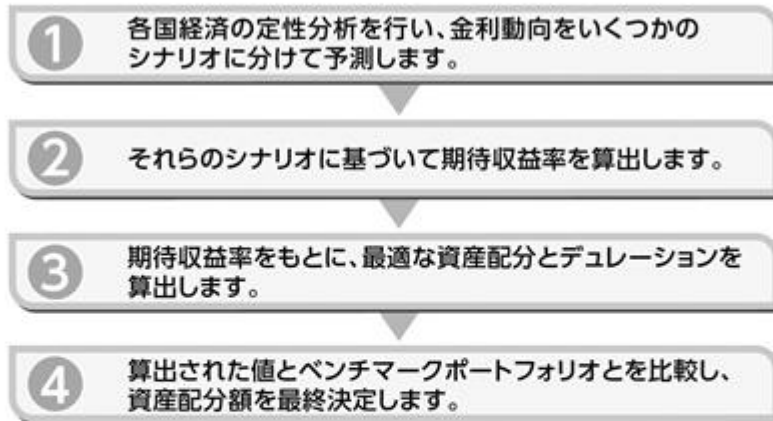 1
各国経済の定性分析を行い、金利動向をいくつかの
シナリオに分けて予測します。
2
それらのシナリオに基づいて期待収益率を算出します。
3
期待収益率をもとに、最適な資産配分とデュレーションを
算出します。
4
算出された値とベンチマークポートフォリオとを比較し、
資産配分額を最終決定します。